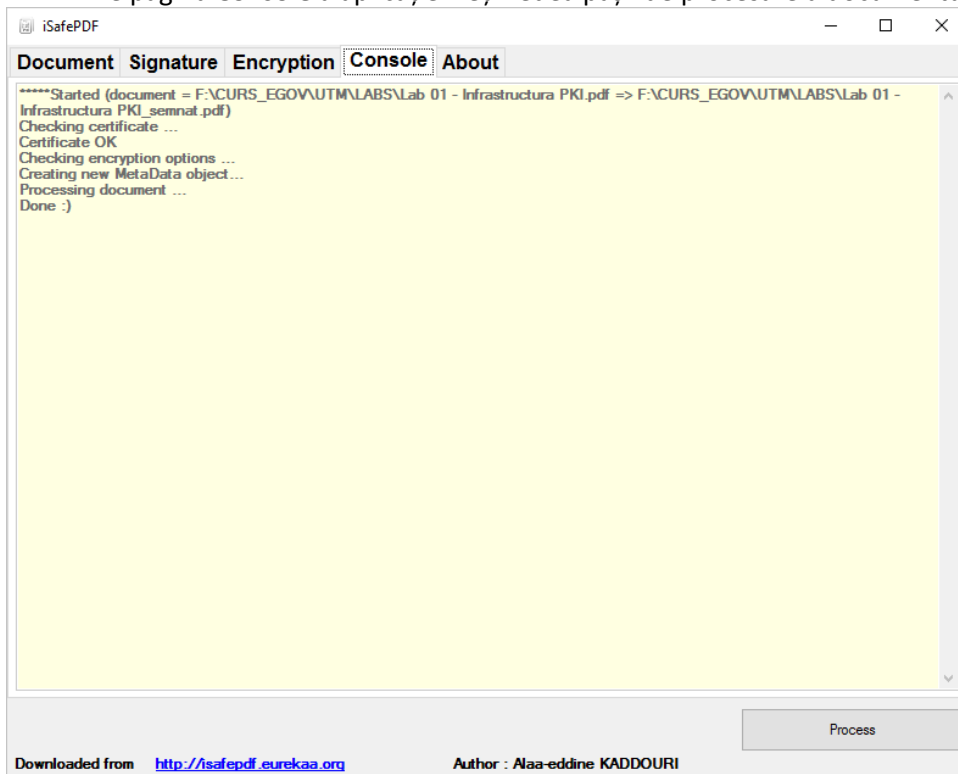 iSafePDF
Document Signature Encryption Console About
*****Started (document = F:\CURS_EGOV\UTM\LABS\Lab 01 - Infrastructura PKI.pdf => F:\CURS_EGOV\UTM\LABS\Lab 01 -
Infrastructura PKI_semnat.pdf)
Checking certificate ...
Certificate OK
Checking encryption options ...
Creating new MetaData object...
Processing document ...
Done :)
Process
Downloaded from http://isafepdf.eurekaa.org Author : Alaa-eddine KADDOURI